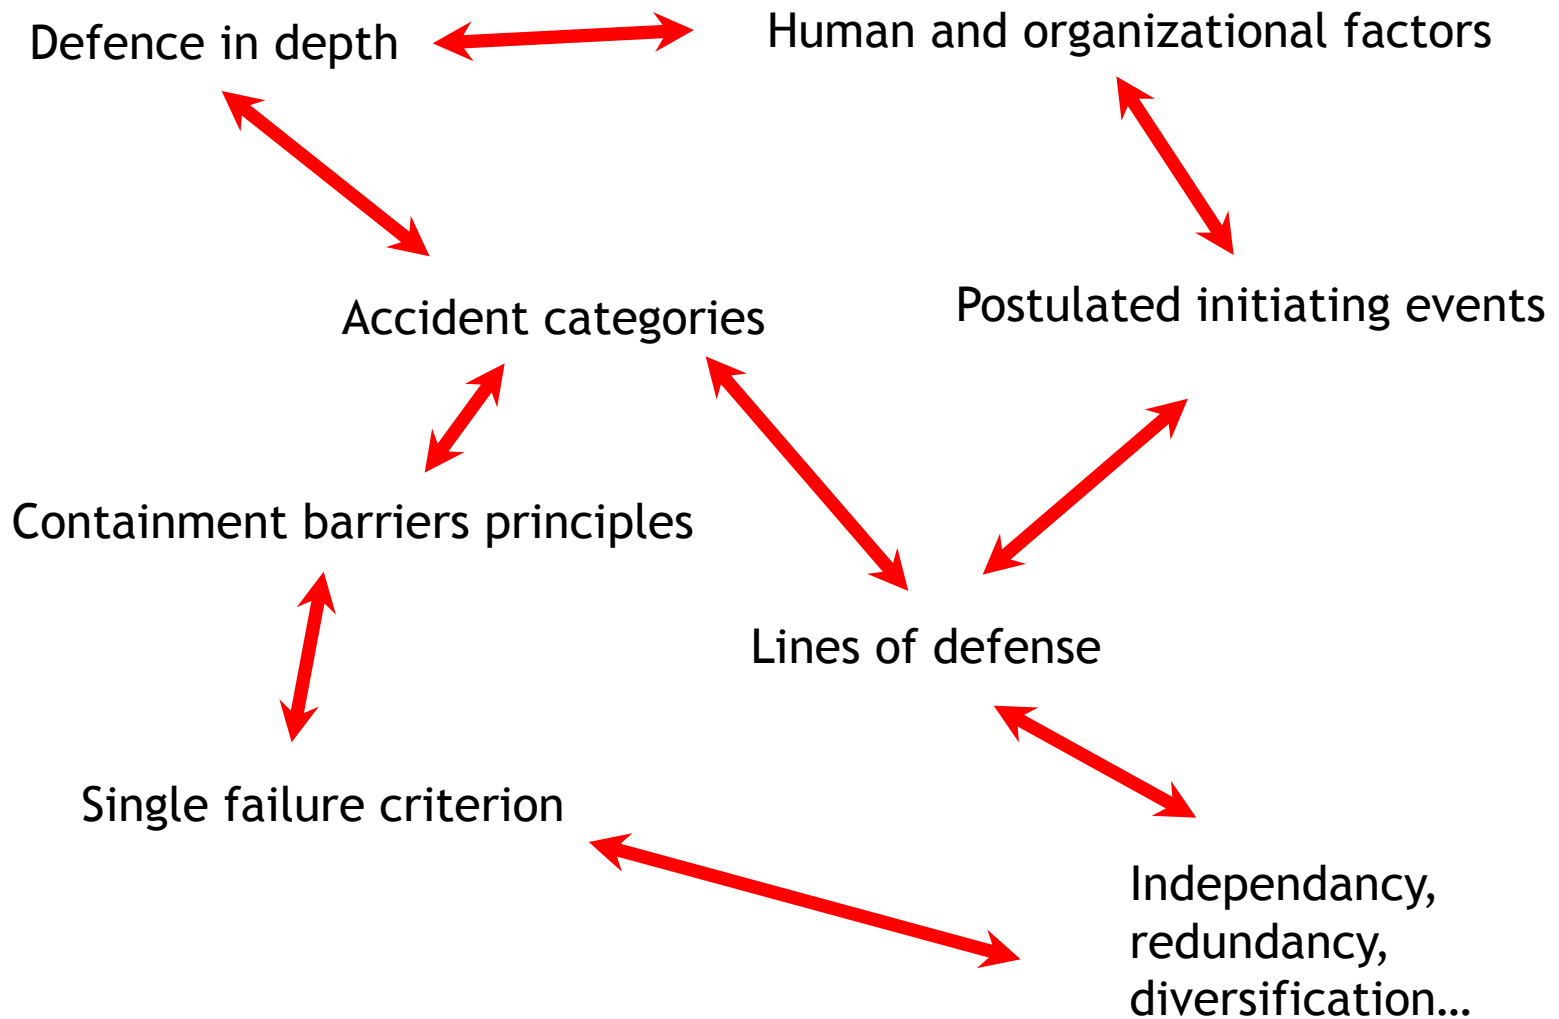 Defence in depth
Human and organizational factors
Accident categories
Postulated initiating events
Containment barriers principles
Lines of defense
Single failure criterion
Independancy,
redundancy,
diversification…